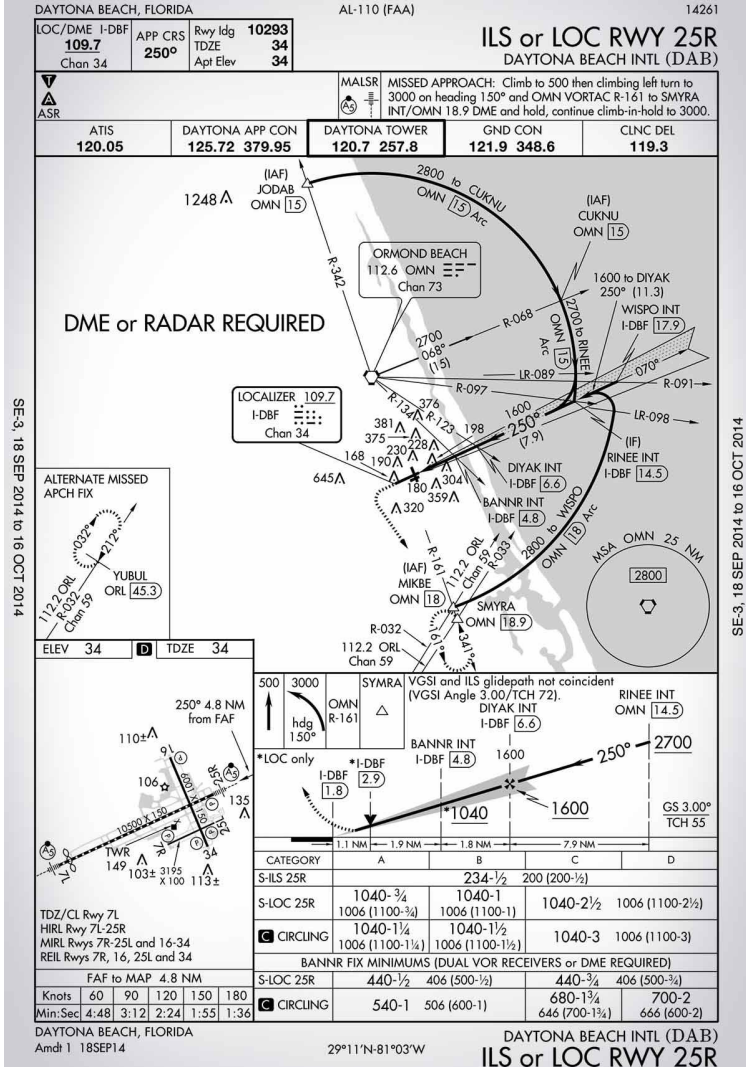 DAYTONA BEACH, FLORIDA AL-110 (FAA) 14261
LOC/DME I-DBF
109.7
Chan 34
APP CRS
250°
Rwy ldg 10293
TDZE 34
Apt Elev 34
ILS or LOC RWY 25R
DAYTONA BEACH INTL (DAB)
T
A
ASR
MALSR
A5
MISSED APPROACH: Climb to 500 then climbing left turn to
3000 on heading 150° and OMN VORTAC R-161 to SMYRA
INT/OMN 18.9 DME and hold, continue climb-in-hold to 3000.
ATIS
120.05
DAYTONA APP CON
125.72 379.95
DAYTONA TOWER
120.7 257.8
GND CON
121.9 348.6
CLNC DEL
119.3
(IAF)
JODAB
OMN 15
1248
2800 to CUKNU
OMN 15 Arc
(IAF)
CUKNU
OMN 15
R-342
ORMOND BEACH
112.6 OMN
Chan 73
1600 to DIYAK
250° (11.3)
WISPO INT
I-DBF 17.9
DME or RADAR REQUIRED
2700
068°
(15)
R-068
2700 to RINEE
OMN 15 Arc
070°
LR-089
R-097
R-091
LR-098
LOCALIZER 109.7
I-DBF
Chan 34
R-134
R-123
376
381
375
228
198
230
168
190
645
180
304
359
320
1600
250°
(7.9)
(IF)
RINEE INT
I-DBF 14.5
DIYAK INT
I-DBF 6.6
BANNR INT
I-DBF 4.8
2800 to WISPO
OMN 18 Arc
ALTERNATE MISSED
APCH FIX
032°
212°
YUBUL
ORL 45.3
112.2 ORL
R-032
Chan 59
R-161
(IAF)
MIKBE
OMN 18
112.2 ORL
Chan 59
R-033
SMYRA
OMN 18.9
R-032
112.2 ORL
Chan 59
161°
341°
MSA OMN 25 NM
2800
SE-3, 18 SEP 2014 to 16 OCT 2014
SE-3, 18 SEP 2014 to 16 OCT 2014
ELEV 34 D TDZE 34
250° 4.8 NM
from FAF
110±
16
106
A5
25R
135
10500 X 150
150 X 6001
25L
TWR
149
7R
103±
3195
X 100
113±
34
A5
7L
P
P
P
P
TDZ/CL Rwy 7L
HIRL Rwy 7L-25R
MIRL Rwys 7R-25L and 16-34
REIL Rwys 7R, 16, 25L and 34
FAF to MAP 4.8 NM
Knots 60 90 120 150 180
Min:Sec 4:48 3:12 2:24 1:55 1:36
500
3000
hdg
150°
OMN
R-161
SYMRA
VGSI and ILS glidepath not coincident
(VGSI Angle 3.00/TCH 72).
RINEE INT
OMN 14.5
DIYAK INT
I-DBF 6.6
BANNR INT
I-DBF 4.8
*LOC only
*I-DBF
2.9
I-DBF
1.8
1600
250°
2700
*1040
1600
GS 3.00°
TCH 55
1.1 NM 1.9 NM 1.8 NM 7.9 NM
CATEGORY A B C D
S-ILS 25R 234-½ 200 (200-½)
S-LOC 25R 1040-¾ 1006 (1100-¾) 1040-1 1006 (1100-1) 1040-2½ 1006 (1100-2½)
C CIRCLING 1040-1¼ 1006 (1100-1¼) 1040-1½ 1006 (1100-1½) 1040-3 1006 (1100-3)
BANNR FIX MINIMUMS (DUAL VOR RECEIVERS or DME REQUIRED)
S-LOC 25R 440-½ 406 (500-½) 440-¾ 406 (500-¾)
C CIRCLING 540-1 506 (600-1) 680-1¾ 646 (700-1¾) 700-2 666 (600-2)
DAYTONA BEACH, FLORIDA
Amdt 1 18SEP14
29°11'N-81°03'W
DAYTONA BEACH INTL (DAB)
ILS or LOC RWY 25R